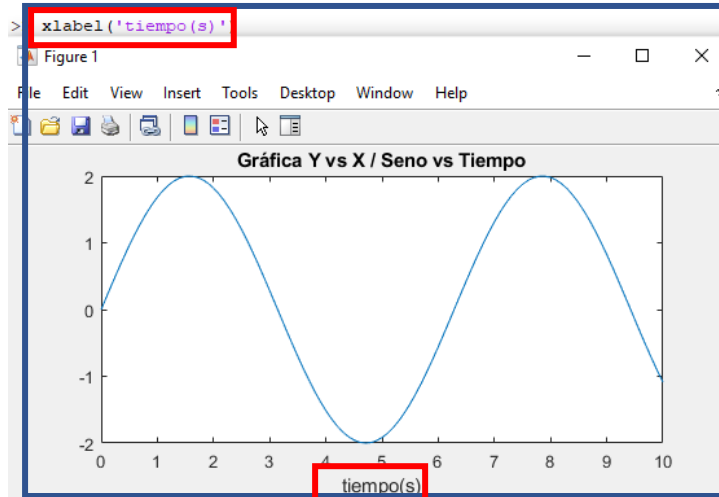 > xlabel('tiempo(s)')
Figure 1
File Edit View Insert Tools Desktop Window Help
Gráfica Y vs X / Seno vs Tiempo
2
1
0
-1
-2
0 1 2 3 4 5 6 7 8 9 10
tiempo(s)